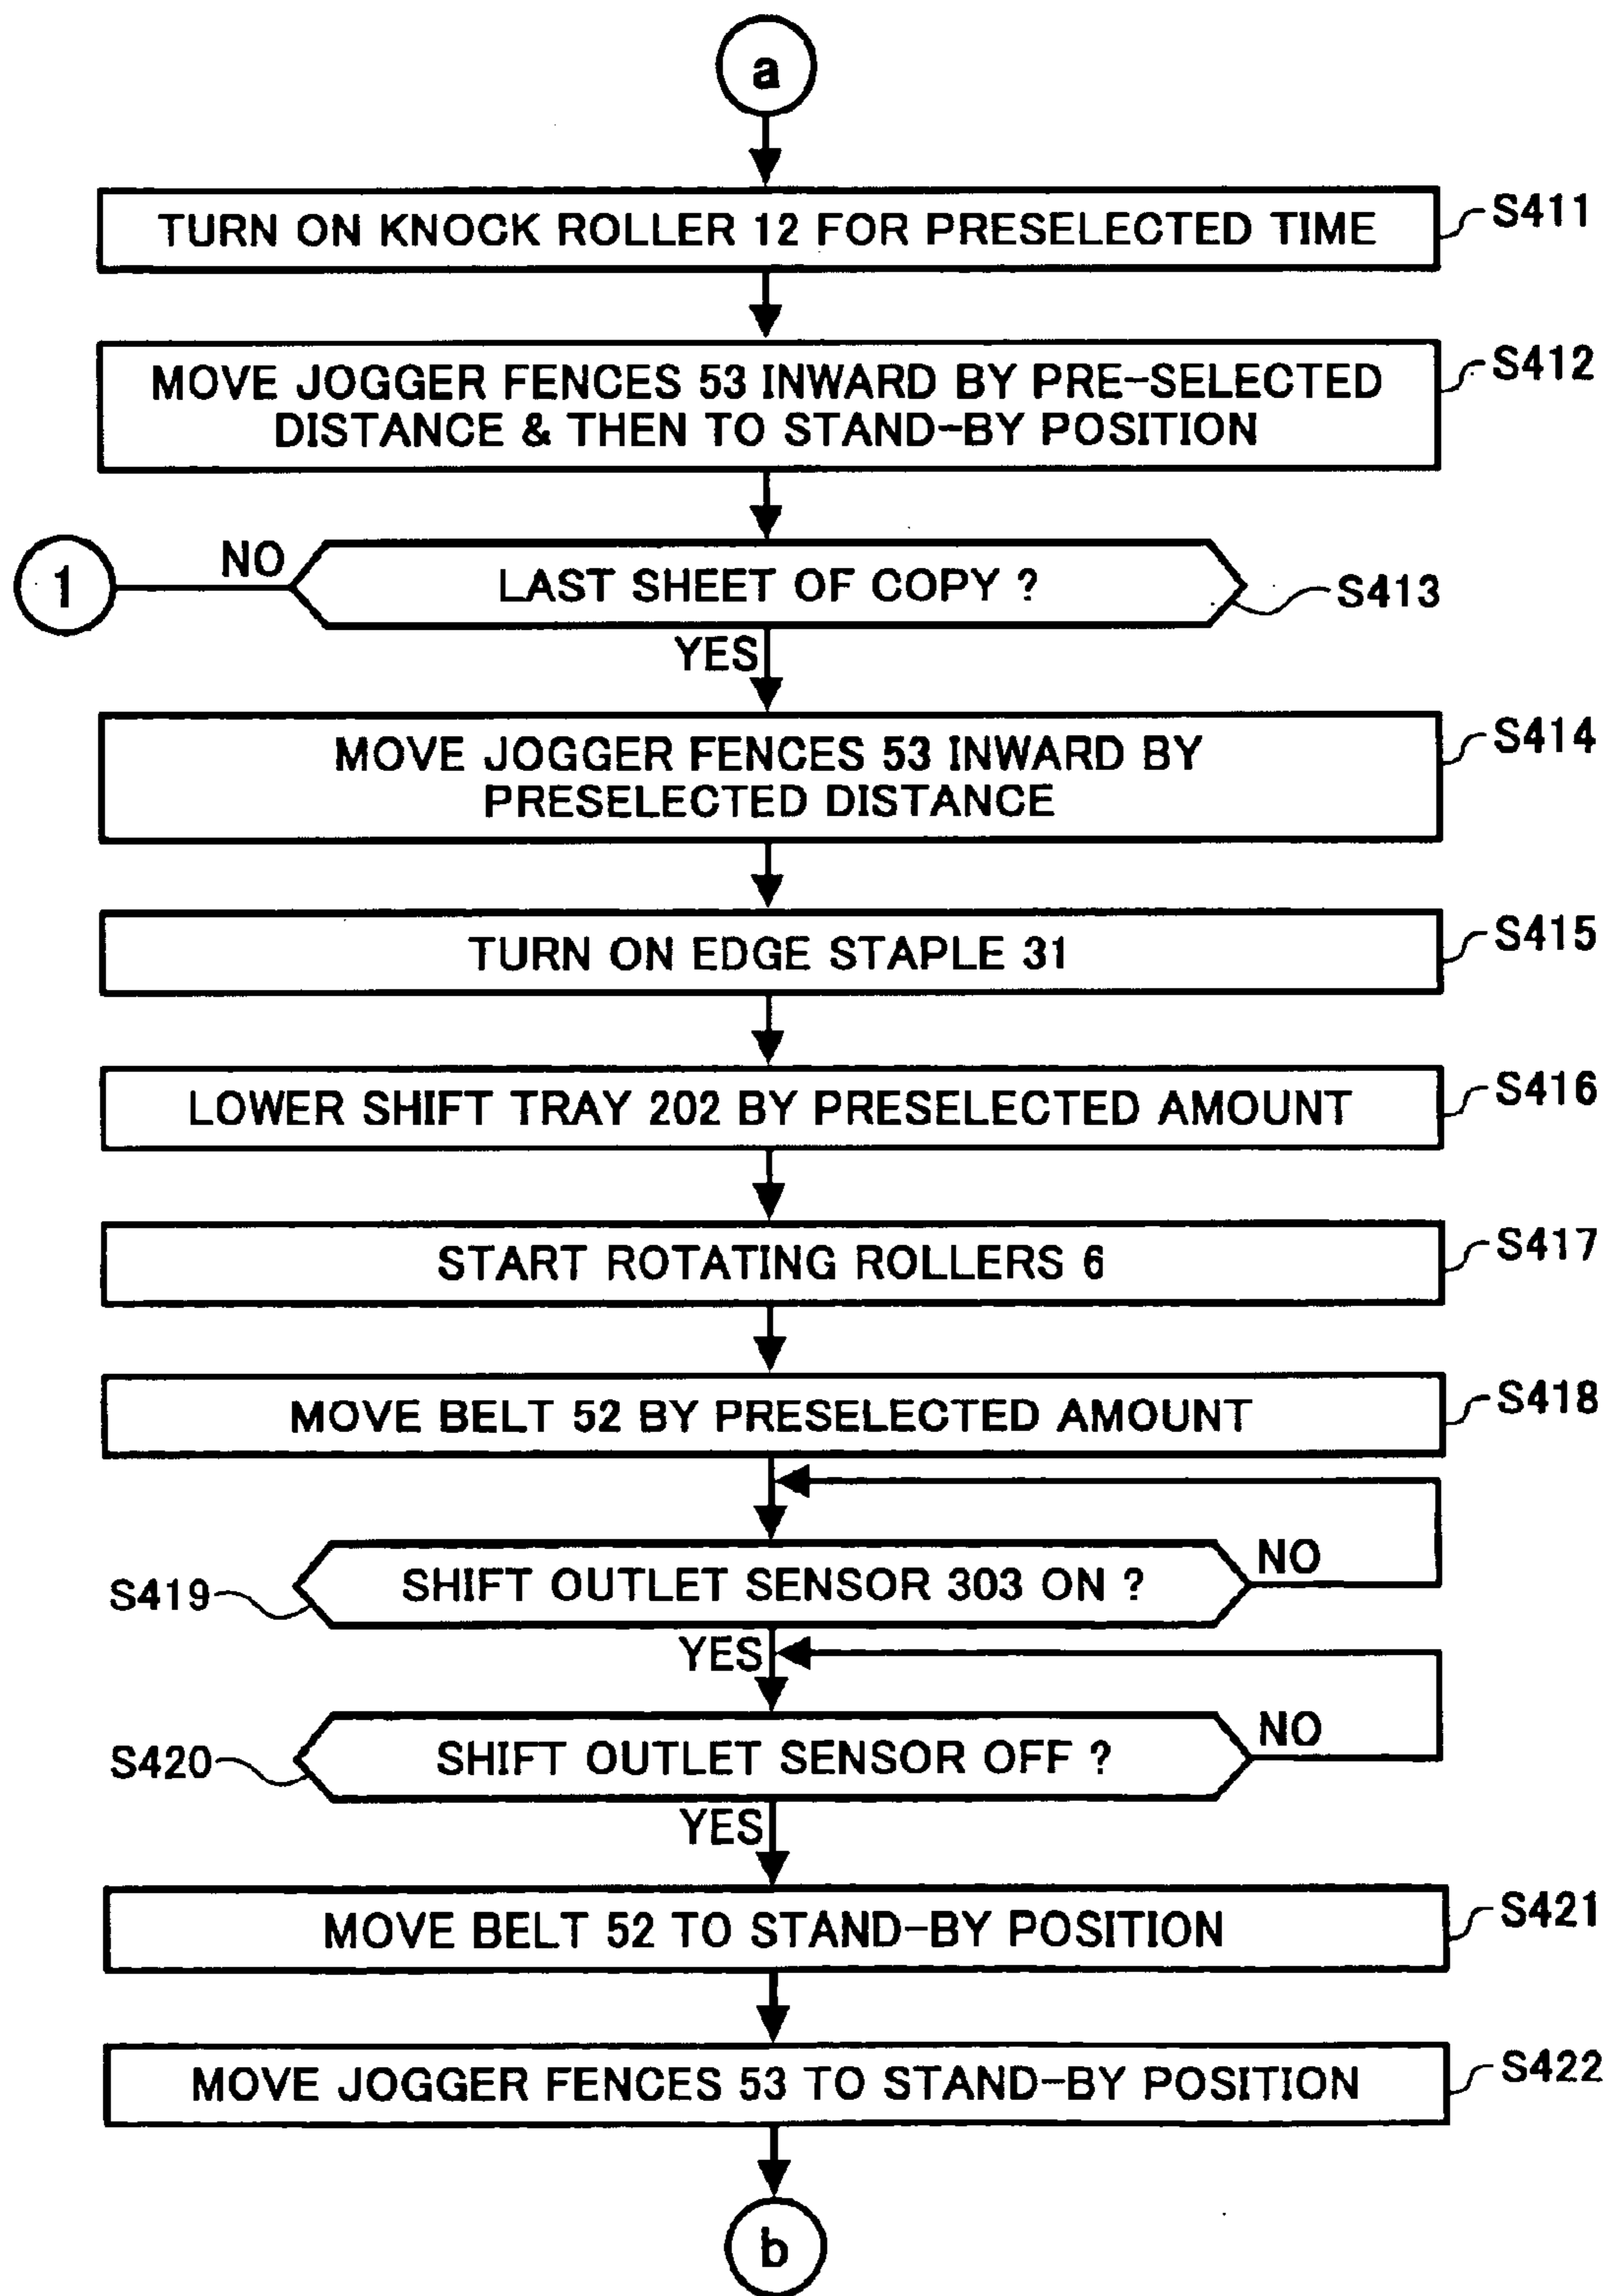 a
TURN ON KNOCK ROLLER 12 FOR PRESELECTED TIME
S411
MOVE JOGGER FENCES 53 INWARD BY PRE-SELECTED
DISTANCE & THEN TO STAND-BY POSITION
S412
1
NO
LAST SHEET OF COPY ?
S413
YES
MOVE JOGGER FENCES 53 INWARD BY
PRESELECTED DISTANCE
S414
TURN ON EDGE STAPLE 31
S415
LOWER SHIFT TRAY 202 BY PRESELECTED AMOUNT
S416
START ROTATING ROLLERS 6
S417
MOVE BELT 52 BY PRESELECTED AMOUNT
S418
S419
SHIFT OUTLET SENSOR 303 ON ?
NO
YES
S420
SHIFT OUTLET SENSOR OFF ?
NO
YES
MOVE BELT 52 TO STAND-BY POSITION
S421
MOVE JOGGER FENCES 53 TO STAND-BY POSITION
S422
b